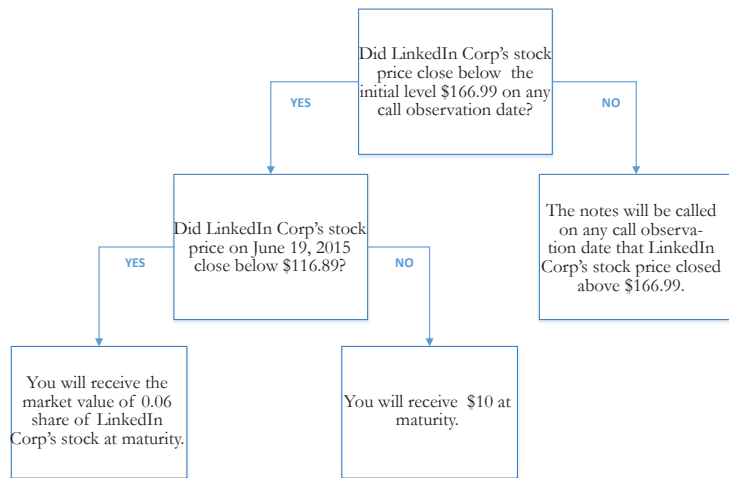 Did LinkedIn Corp's stock
price close below the
initial level $166.99 on any
call observation date?
YES
NO
Did LinkedIn Corp's stock
price on June 19, 2015
close below $116.89?
The notes will be called
on any call observa-
tion date that LinkedIn
Corp's stock price closed
above $166.99.
YES
NO
You will receive the
market value of 0.06
share of LinkedIn
Corp's stock at maturity.
You will receive $10 at
maturity.